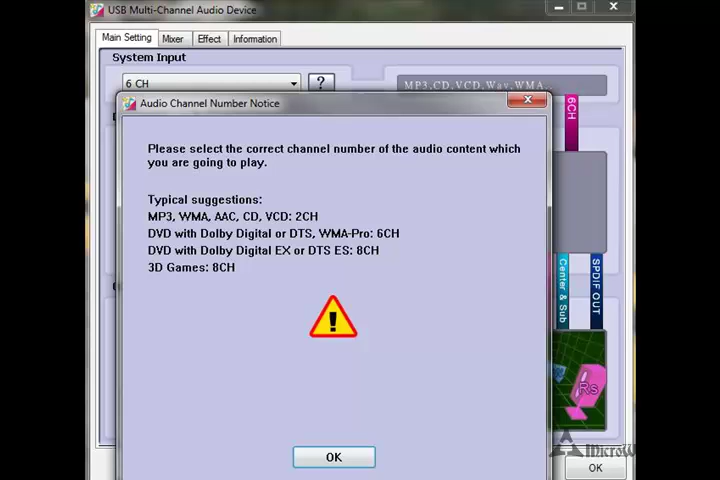 USB Multi-Channel Audio Device
Main Setting
Mixer
Effect
Information
System Input
6 CH
?
MP3,CD,VCD,Wav,WMA...
6CH
Audio Channel Number Notice
Please select the correct channel number of the audio content which
you are going to play.
Typical suggestions:
MP3, WMA, AAC, CD, VCD: 2CH
DVD with Dolby Digital or DTS, WMA-Pro: 6CH
DVD with Dolby Digital EX or DTS ES: 8CH
3D Games: 8CH
Center & Sub
SPDIF OUT
Rs
OK
OK